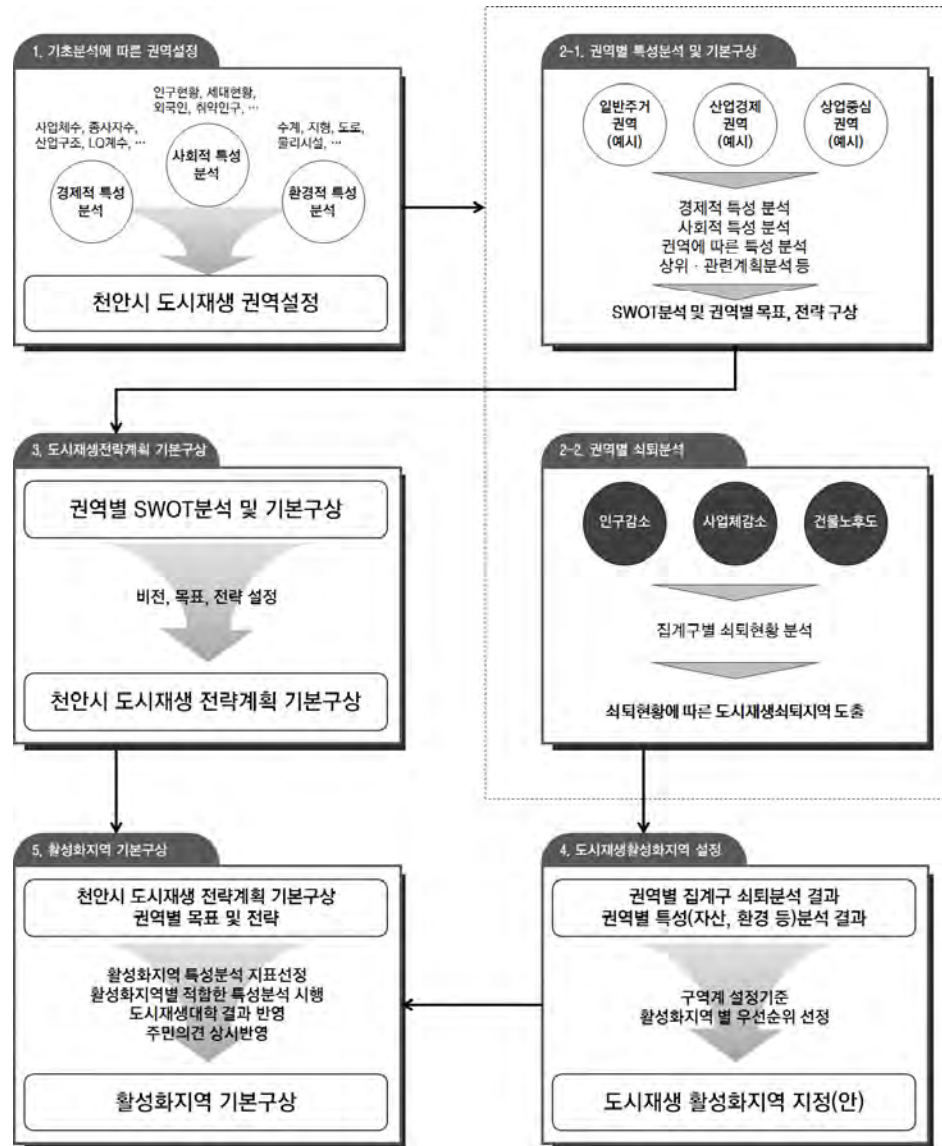 1. 기초분석에 따른 권역설정
인구현황, 세대현황,
외국인, 취약인구, …
사업체수, 종사자수,
산업구조, LQ계수, …
수계, 지형, 도로,
물리시설, …
사회적 특성
분석
경제적 특성
분석
환경적 특성
분석
천안시 도시재생 권역설정
2-1. 권역별 특성분석 및 기본구상
일반주거
권역
(예시)
산업경제
권역
(예시)
상업중심
권역
(예시)
경제적 특성 분석
사회적 특성 분석
권역에 따른 특성 분석
상위·관련계획분석 등
SWOT분석 및 권역별 목표, 전략 구상
3. 도시재생전략계획 기본구상
권역별 SWOT분석 및 기본구상
비전, 목표, 전략 설정
천안시 도시재생 전략계획 기본구상
2-2. 권역별 쇠퇴분석
인구감소
사업체감소
건물노후도
집계구별 쇠퇴현황 분석
쇠퇴현황에 따른 도시재생쇠퇴지역 도출
5. 활성화지역 기본구상
천안시 도시재생 전략계획 기본구상
권역별 목표 및 전략
활성화지역 특성분석 지표선정
활성화지역별 적합한 특성분석 시행
도시재생대학 결과 반영
주민의견 상시반영
활성화지역 기본구상
4. 도시재생활성화지역 설정
권역별 집계구 쇠퇴분석 결과
권역별 특성(자산, 환경 등)분석 결과
구역계 설정기준
활성화지역 별 우선순위 선정
도시재생 활성화지역 지정(안)